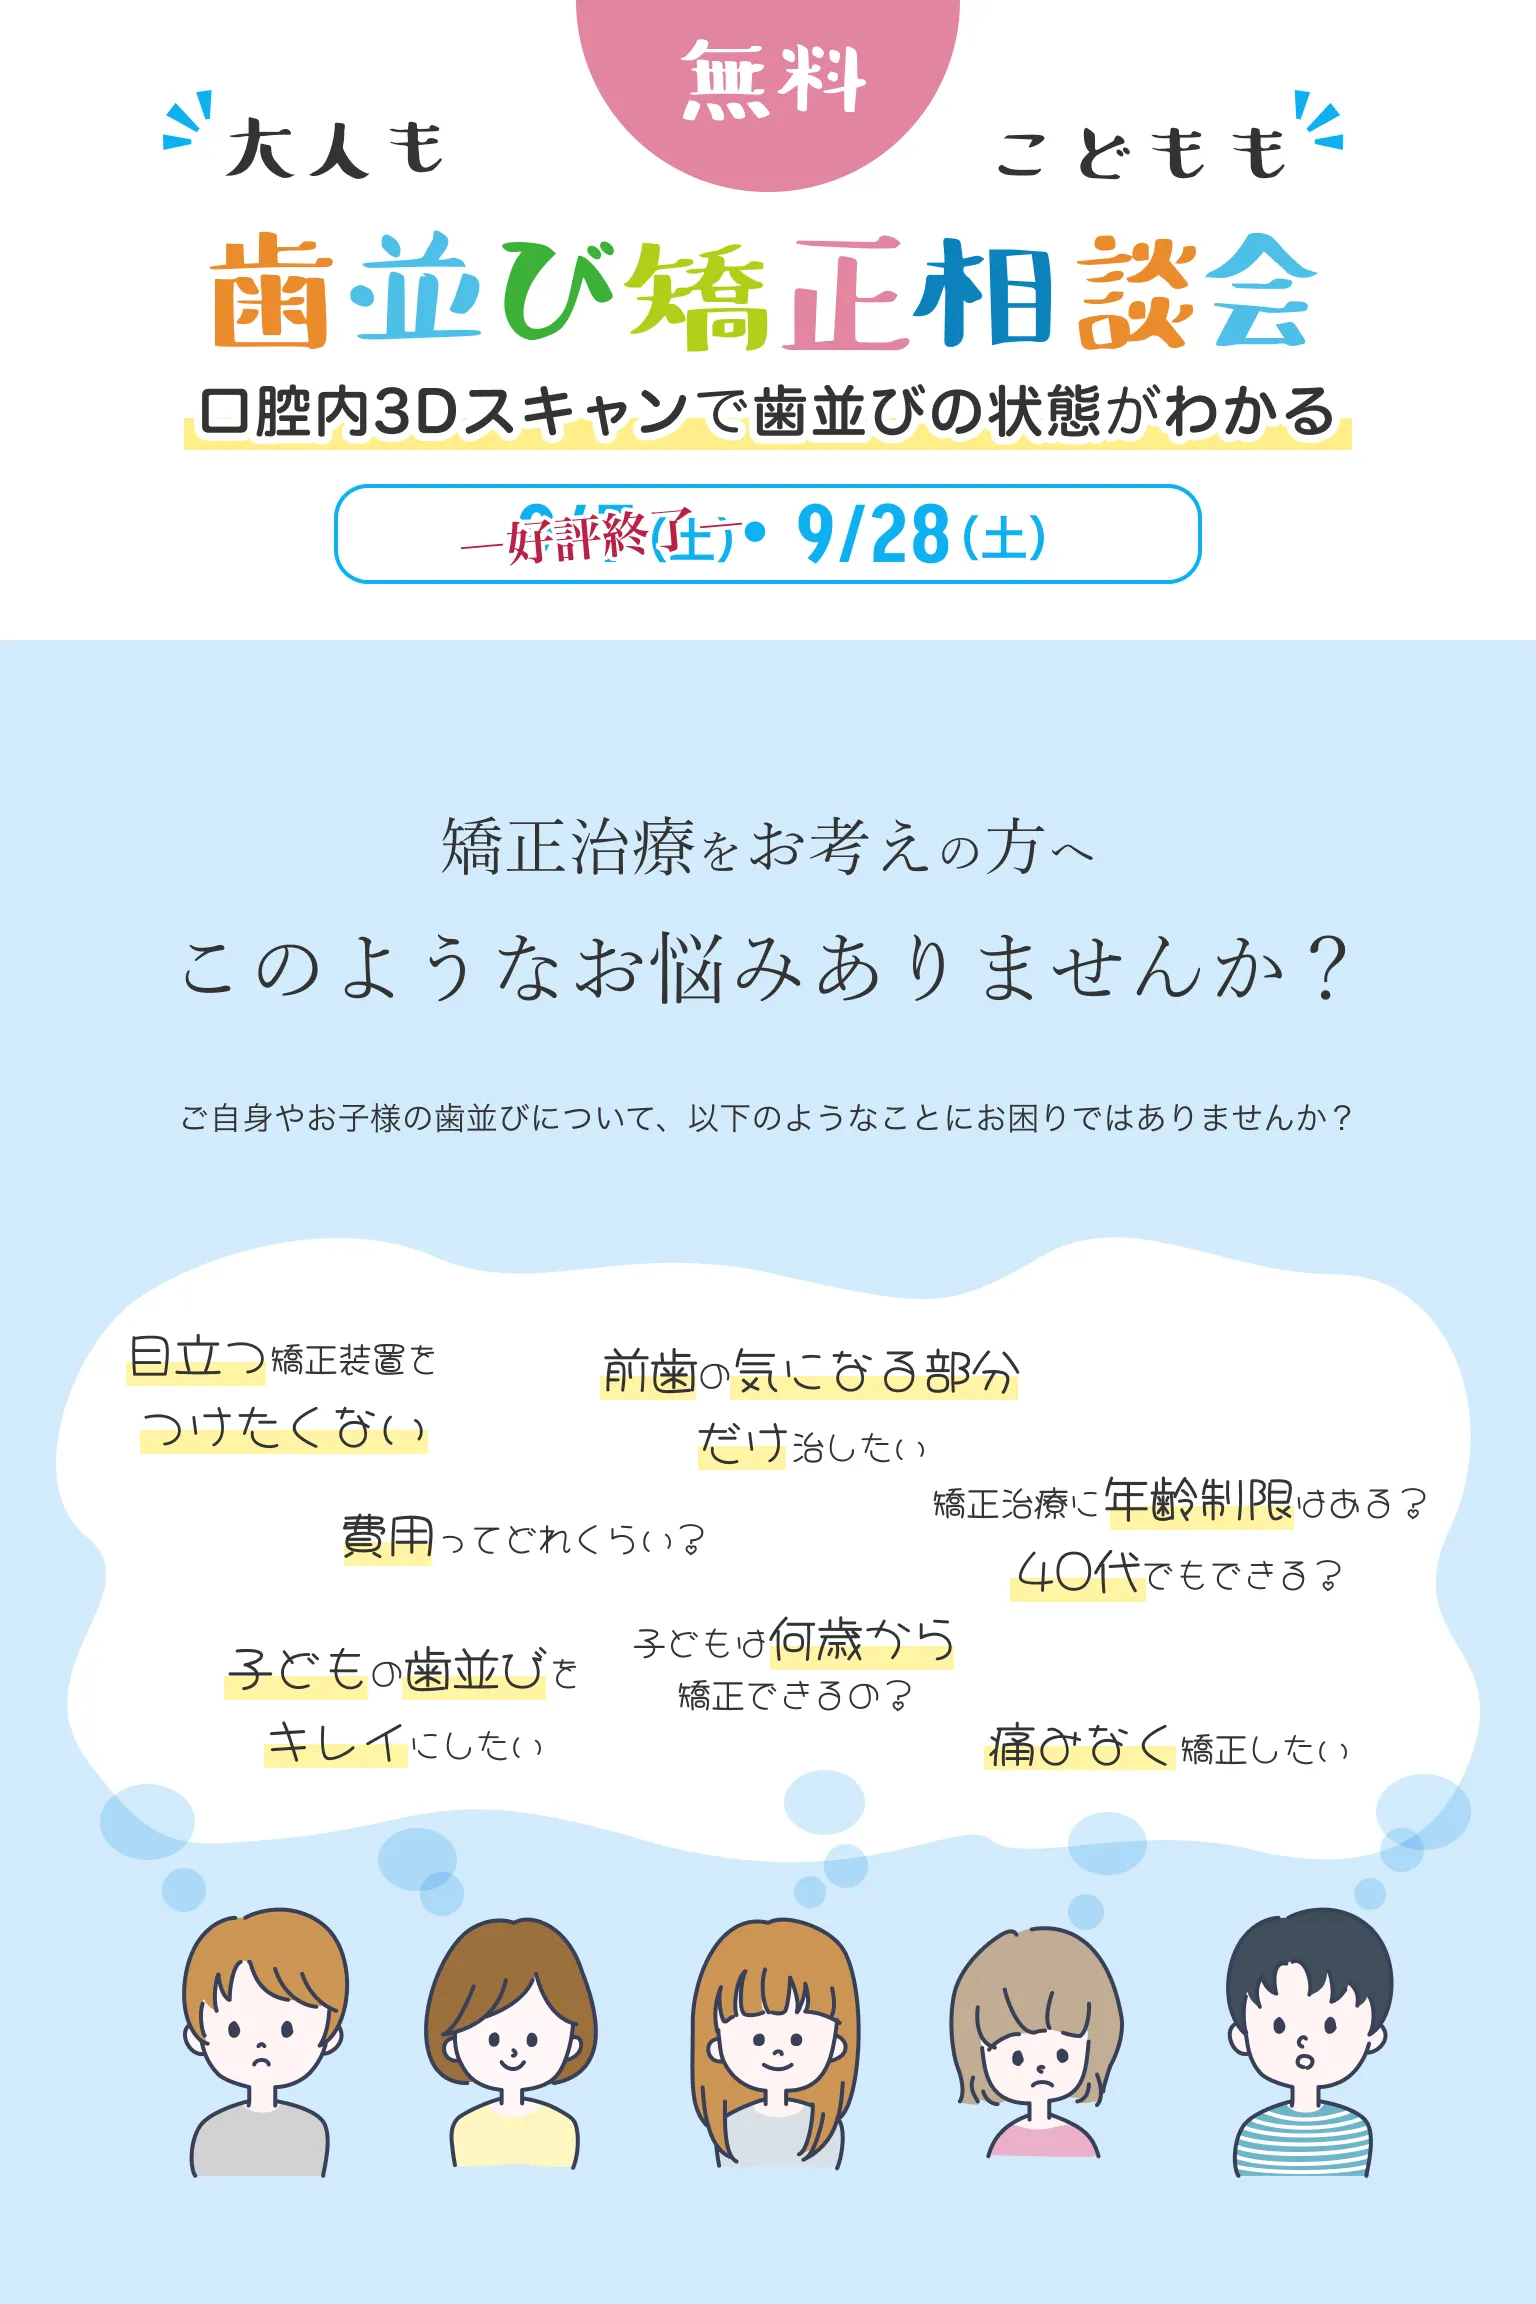 無料
大人も
こどもも
歯並び矯正相談会
口腔内3Dスキャンで歯並びの状態がわかる
(土)・9/28(土)
好評終了
矯正治療をお考えの方へ
このようなお悩みありませんか？
ご自身やお子様の歯並びについて、以下のようなことにお困りではありませんか？
目立つ矯正装置を
つけたくない
前歯の気になる部分
だけ治したい
矯正治療に年齢制限はある？
40代でもできる？
費用ってどれくらい？
子どもは何歳から
矯正できるの？
子どもの歯並びを
キレイにしたい
痛みなく矯正したい